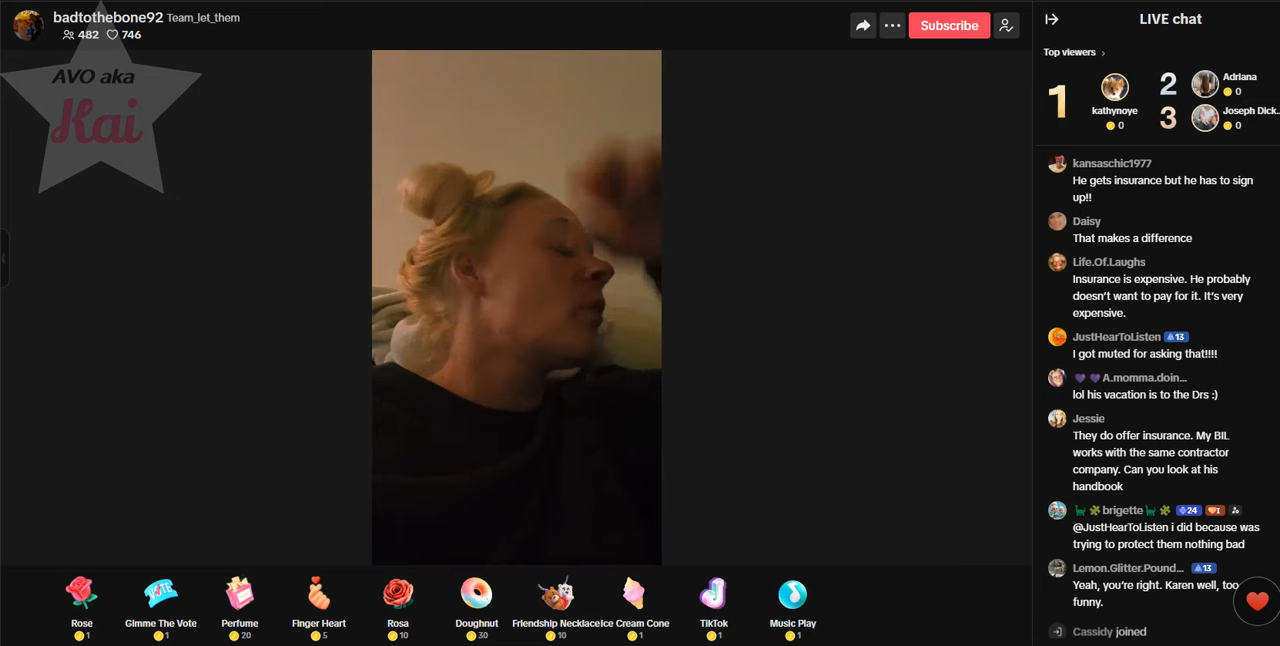 badtothebone92 Team_let_them
482 746
Subscribe
AVO aka
Kai
LIVE chat
Top viewers
1
kathynoye
0
2
Adriana
0
3
Joseph Dick..
0
kansaschic1977
He gets insurance but he has to sign
up!!
Daisy
That makes a difference
Life.Of.Laughs
Insurance is expensive. He probably
doesn't want to pay for it. It's very
expensive.
JustHearToListen 13
I got muted for asking that!!!!
A.momma.doin...
lol his vacation is to the Drs :)
Jessie
They do offer insurance. My BIL
works with the same contractor
company. Can you look at his
handbook
brigette 24 I
@JustHearToListen i did because was
trying to protect them nothing bad
Lemon.Glitter.Pound... 13
Yeah, you're right. Karen well, too
funny.
Cassidy joined
Rose
1
VOTE
Gimme The Vote
1
Perfume
20
Finger Heart
5
Rosa
10
Doughnut
30
Friendship Necklace
10
Ice Cream Cone
1
TikTok
1
Music Play
1